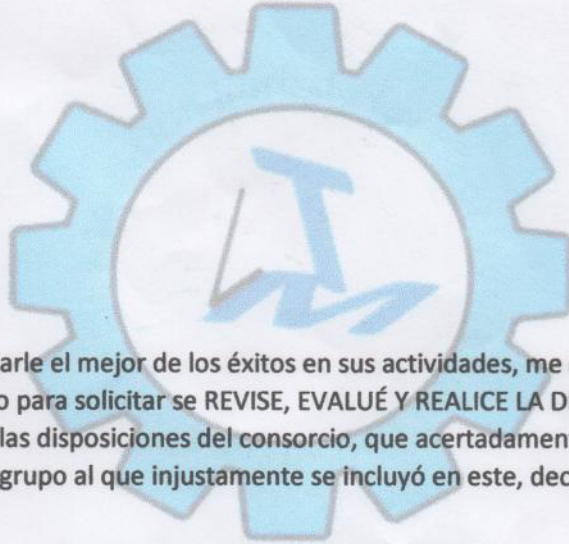 arle el mejor de los éxitos en sus actividades, me
o para solicitar se REVISE, EVALUÉ Y REALICE LA D
las disposiciones del consorcio, que acertadamen
grupo al que injustamente se incluyó en este, dec